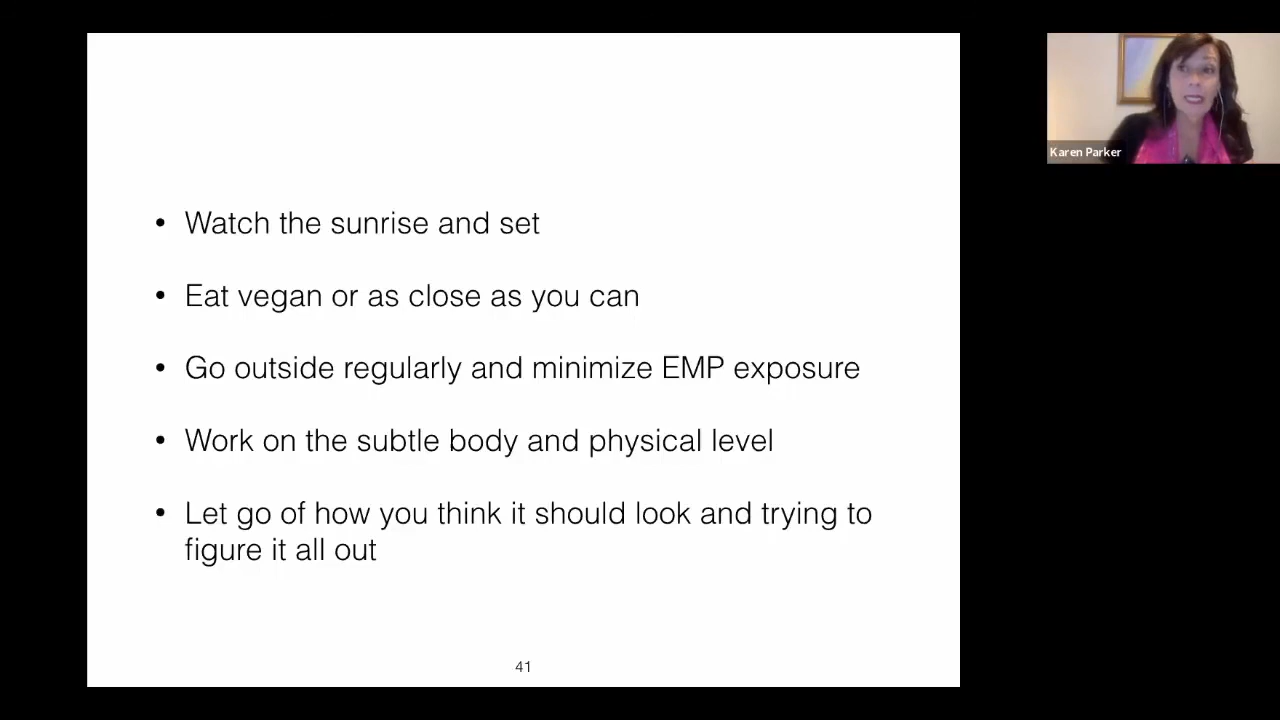 • Watch the sunrise and set
• Eat vegan or as close as you can
• Go outside regularly and minimize EMP exposure
• Work on the subtle body and physical level
• Let go of how you think it should look and trying to
figure it all out
41
Karen Parker